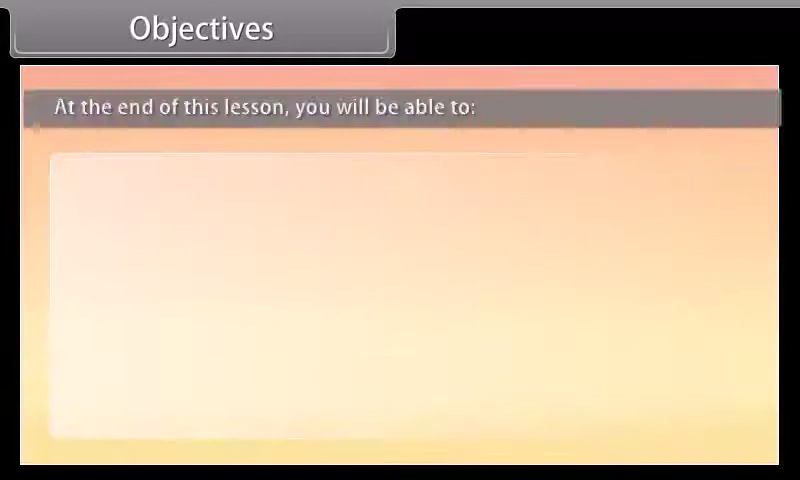 Objectives
At the end of this lesson, you will be able to: